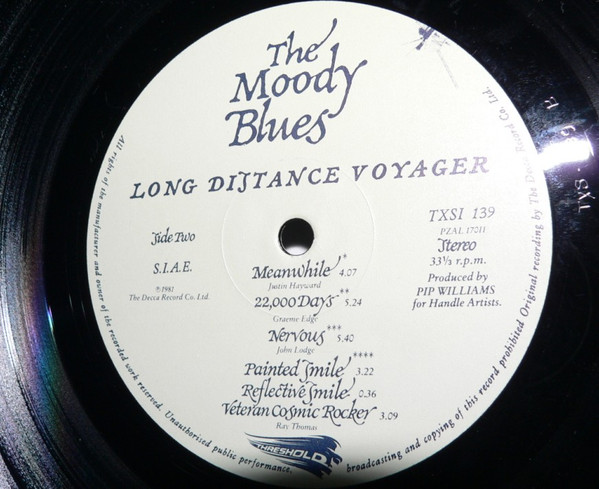 The
Moody
Blues
LONG DISTANCE VOYAGER
Side Two
S.I.A.E.
℗1981
The Decca Record Co. Ltd.
TXSI 139
PZAL 17011
Stereo
33⅓ r.p.m.
Produced by
PIP WILLIAMS
for Handle Artists.
Meanwhile* 4.07
Justin Hayward
22,000 Days** 5.24
Graeme Edge
Nervous*** 5.40
John Lodge
Painted Smile**** 3.22
Reflective Smile 0.36
Veteran Cosmic Rocker 3.09
Ray Thomas
THRESHOLD
All rights of the manufacturer and owner of the recorded work reserved. Unauthorised public performance, broadcasting and copying of this record prohibited Original recording by The Decca Record Co. Ltd.